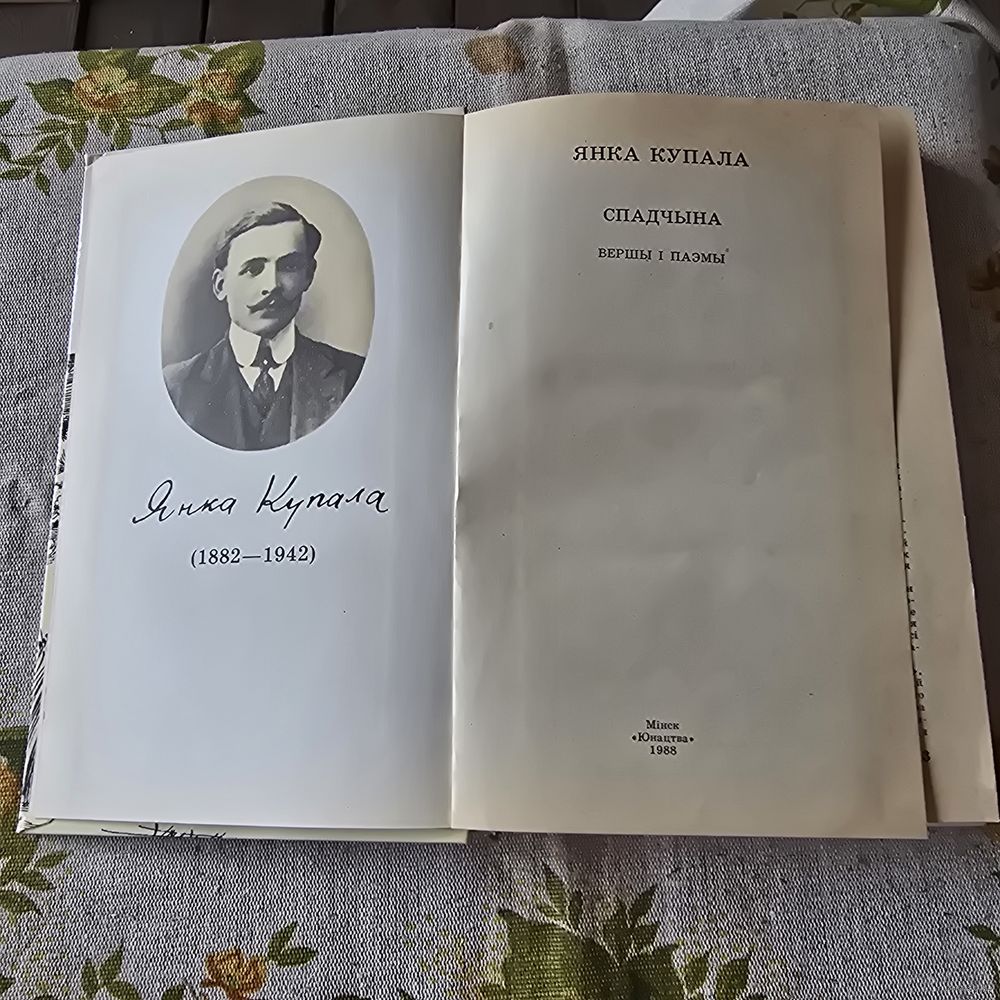 Янка Купала
(1882—1942)
ЯНКА КУПАЛА
СПАДЧЫНА
ВЕРШЫ І ПАЭМЫ
Мінск
«Юнацтва»
1988